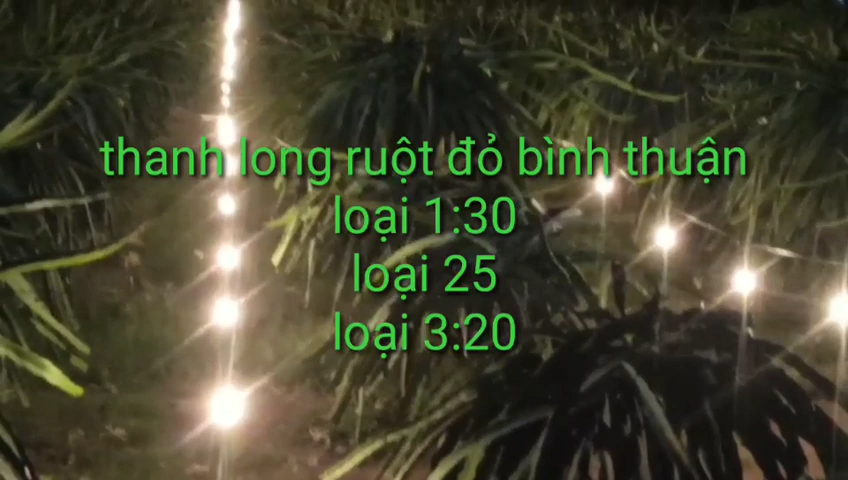 thanh long ruột đỏ bình thuận
loại 1:30
loại 25
loại 3:20